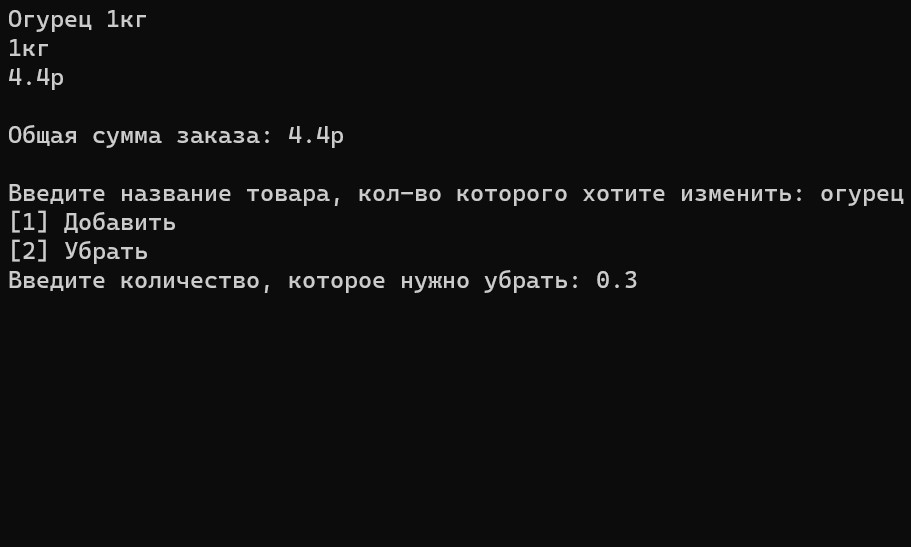 Огурец 1кг
1кг
4.4р
Общая сумма заказа: 4.4р
Введите название товара, кол-во которого хотите изменить: огурец
[1] Добавить
[2] Убрать
Введите количество, которое нужно убрать: 0.3